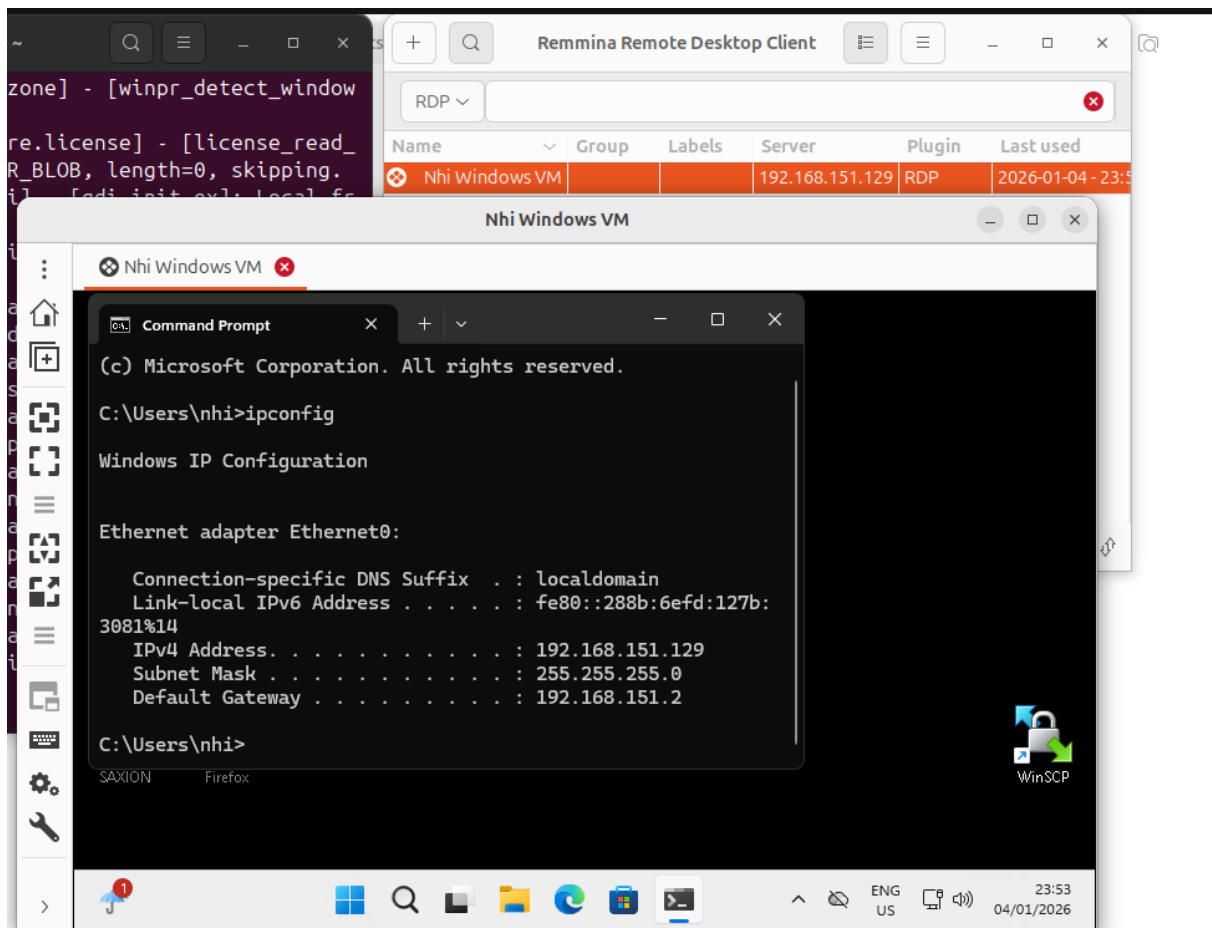 ~
Remmina Remote Desktop Client
zone] - [winpr_detect_window
re.license] - [license_read_
R_BLOB, length=0, skipping.
RDP
Name Group Labels Server Plugin Last used
Nhi Windows VM 192.168.151.129 RDP 2026-01-04 - 23:5
Nhi Windows VM
Nhi Windows VM
Command Prompt
(c) Microsoft Corporation. All rights reserved.
C:\Users\nhi>ipconfig
Windows IP Configuration
Ethernet adapter Ethernet0:
Connection-specific DNS Suffix . : localdomain
Link-local IPv6 Address . . . . . : fe80::288b:6efd:127b:
3081%14
IPv4 Address. . . . . . . . . . . : 192.168.151.129
Subnet Mask . . . . . . . . . . . : 255.255.255.0
Default Gateway . . . . . . . . . : 192.168.151.2
C:\Users\nhi>
SAXION Firefox
WinSCP
1
ENG
US
23:53
04/01/2026